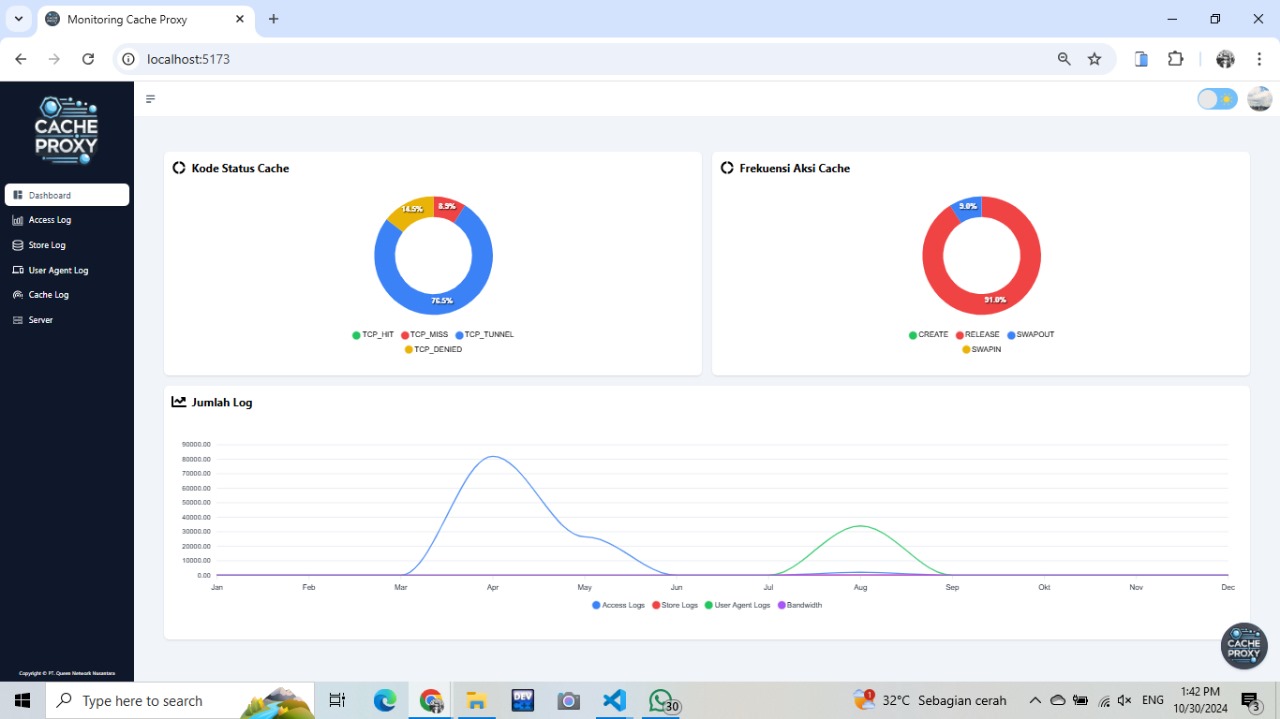 Monitoring Cache Proxy
localhost:5173
CACHE
PROXY
Dashboard
Access Log
Store Log
User Agent Log
Cache Log
Server
Copyright © PT. Queen Network Nusantara
Kode Status Cache
14.5%
8.9%
76.5%
TCP_HIT TCP_MISS TCP_TUNNEL
TCP_DENIED
Frekuensi Aksi Cache
9.0%
91.0%
CREATE RELEASE SWAPOUT
SWAPIN
Jumlah Log
90000.00
80000.00
70000.00
60000.00
50000.00
40000.00
30000.00
20000.00
10000.00
0.00
Jan Feb Mar Apr May Jun Jul Aug Sep Okt Nov Dec
Access Logs Store Logs User Agent Logs Bandwidth
CACHE
PROXY
Type here to search
DEV
30
1
32°C Sebagian cerah
ENG
1:42 PM
10/30/2024
3